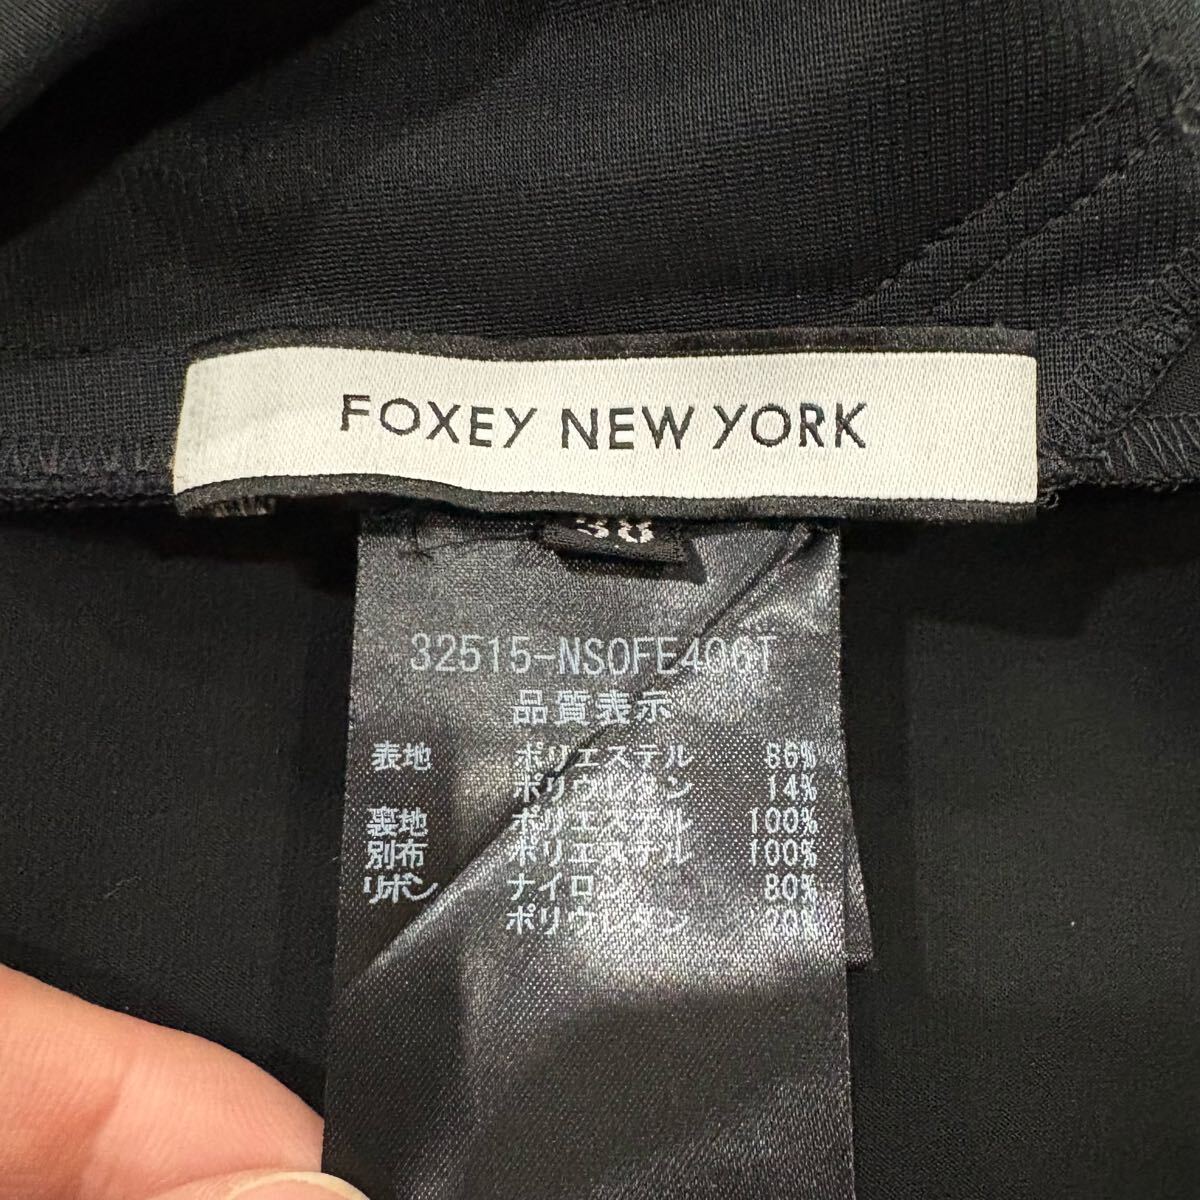 FOXEY NEW YORK
38
32515-NSOFE406T
品質表示
表地 ポリエステル 86%
ポリウレタン 14%
裏地 ポリエステル 100%
別布 ポリエステル 100%
リボン ナイロン 80%
ポリウレタン 20%